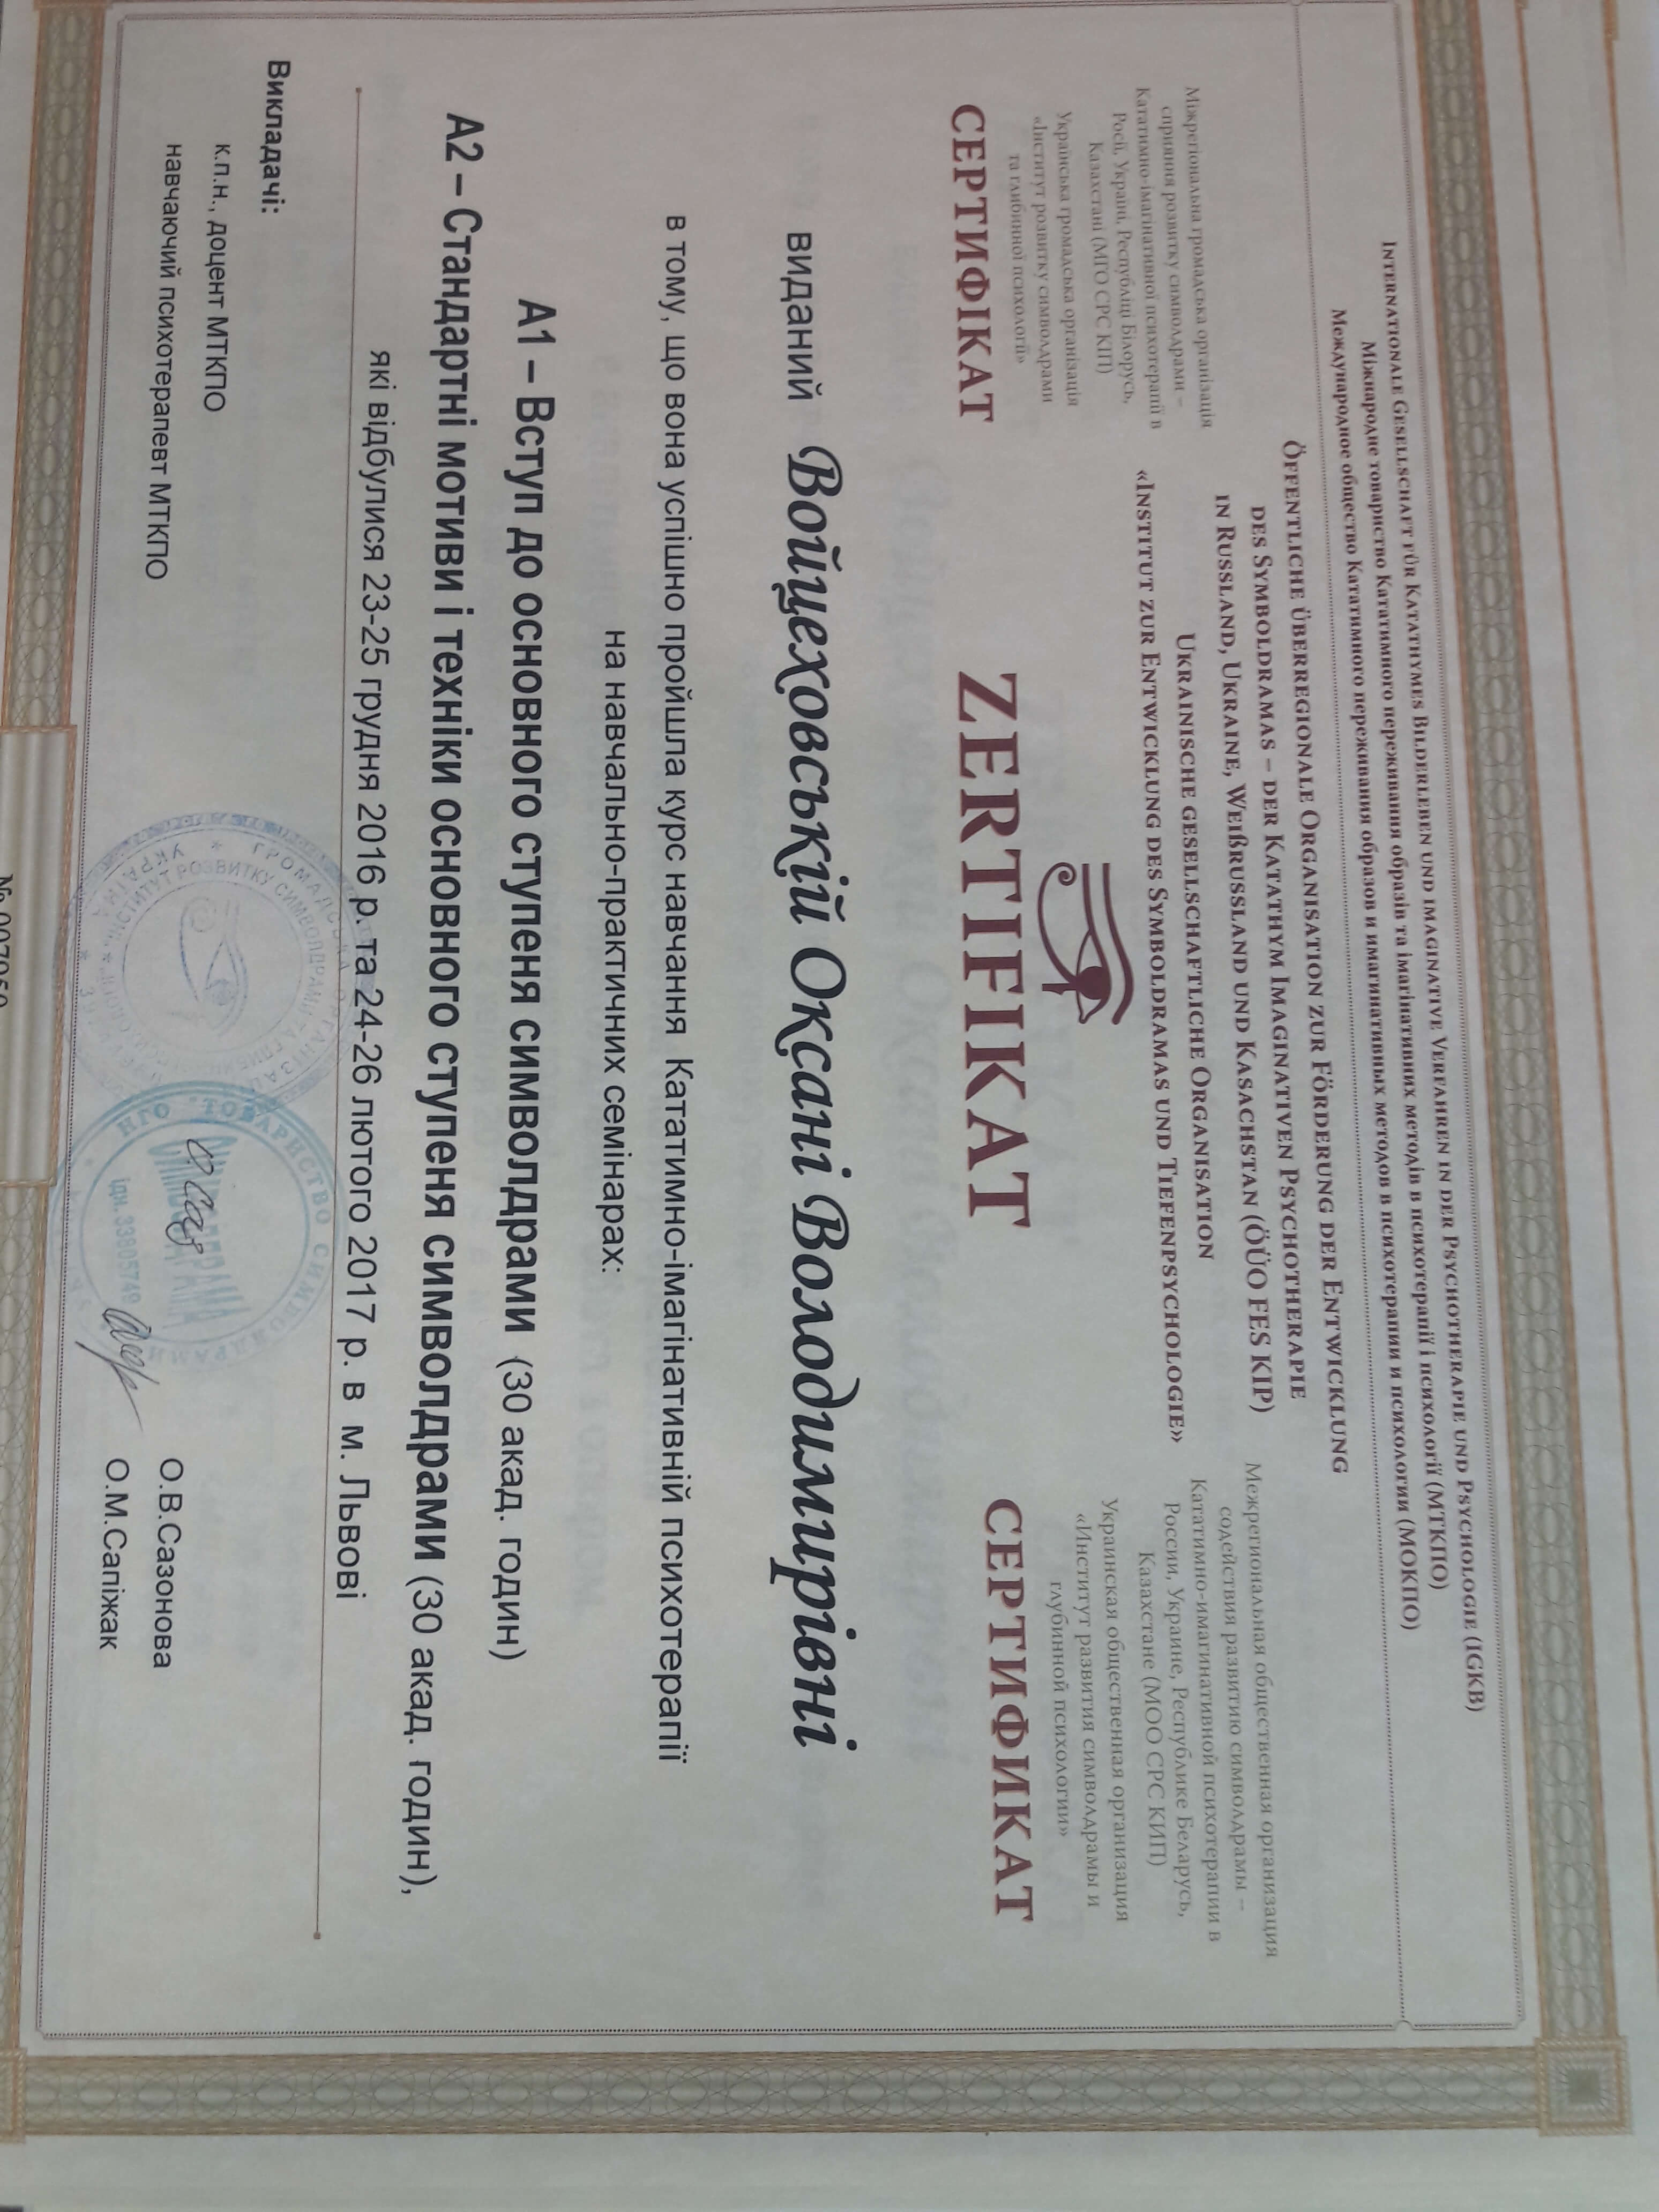 Internationale Gesellschaft für Katathymes Bilderleben und imaginative Verfahren in der Psychotherapie und Psychologie (IGKB)
Міжнародне товариство Кататимного переживання образів та імагінативних методів в психотерапії і психології (МТКПО)
Международное общество Кататимного переживания образов и имагинативных методов в психотерапии и психологии (МОКПО)
Öffentliche überregionale Organisation zur Förderung der Entwicklung
des Symboldramas – der Katathym Imaginativen Psychotherapie
in Russland, Ukraine, Weißrussland und Kasachstan (ÖÜO FES KIP)
Ukrainische gesellschaftliche Organisation
«Institut zur Entwicklung des Symboldramas und Tiefenpsychologie»
Міжрегіональна громадська організація
сприяння розвитку символдрами –
Кататимно-імагінативної психотерапії в
Росії, Україні, Республіці Білорусь,
Казахстані (МГО СРС КІП)
Українська громадська організація
«Інститут розвитку символдрами
та глибинної психології»
СЕРТИФІКАТ
ZERTIFIKAT
Межрегиональная общественная организация
содействия развитию символдрамы –
Кататимно-имагинативной психотерапии в
России, Украине, Республике Беларусь,
Казахстане (МОО СРС КИП)
Украинская общественная организация
«Институт развития символдрамы и
глубинной психологии»
СЕРТИФИКАТ
виданий Войцеховській Оксані Володимирівні
в тому, що вона успішно пройшла курс навчання Кататимно-імагінативній психотерапії
на навчально-практичних семінарах:
А1 – Вступ до основного ступеня символдрами (30 акад. годин)
А2 – Стандартні мотиви і техніки основного ступеня символдрами (30 акад. годин),
які відбулися 23-25 грудня 2016 р. та 24-26 лютого 2017 р. в м. Львові
Викладачі:
к.п.н., доцент МТКПО О.В.Сазонова
навчаючий психотерапевт МТКПО О.М.Сапіжак
ТОВАРИСТВО
ідн. 33805749
№